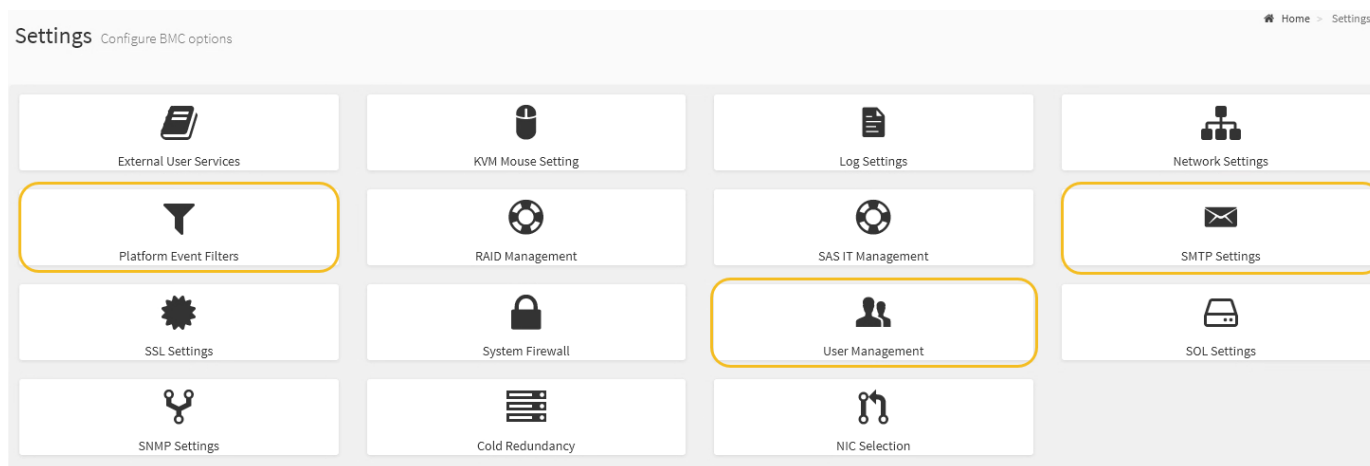 Home > Settings
Settings Configure BMC options
External User Services
KVM Mouse Setting
Log Settings
Network Settings
Platform Event Filters
RAID Management
SAS IT Management
SMTP Settings
SSL Settings
System Firewall
User Management
SOL Settings
SNMP Settings
Cold Redundancy
NIC Selection